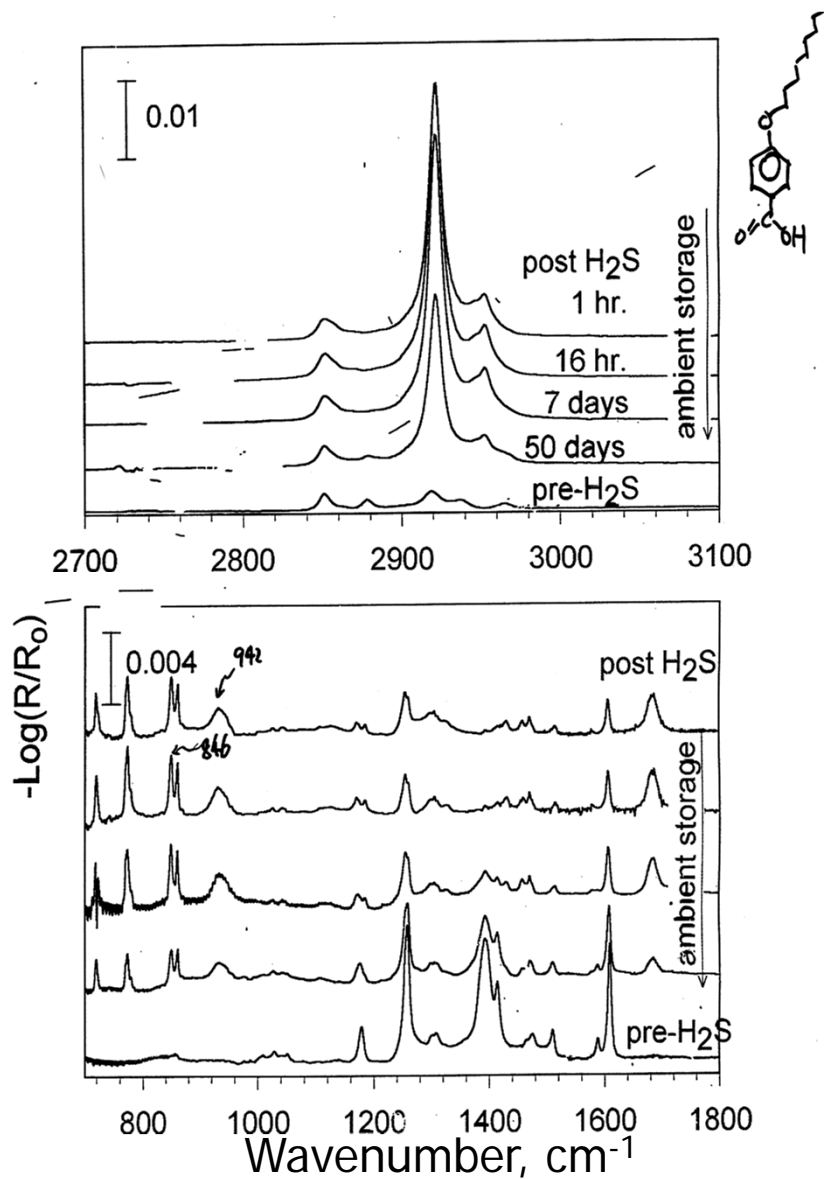 0.01
post H2S
1 hr.
16 hr.
7 days
50 days
pre-H2S
ambient storage
O
O
OH
C
2700 2800 2900 3000 3100
-Log(R/Ro)
0.004
942
846
post H2S
ambient storage
pre-H2S
800 1000 1200 1400 1600 1800
Wavenumber, cm-1